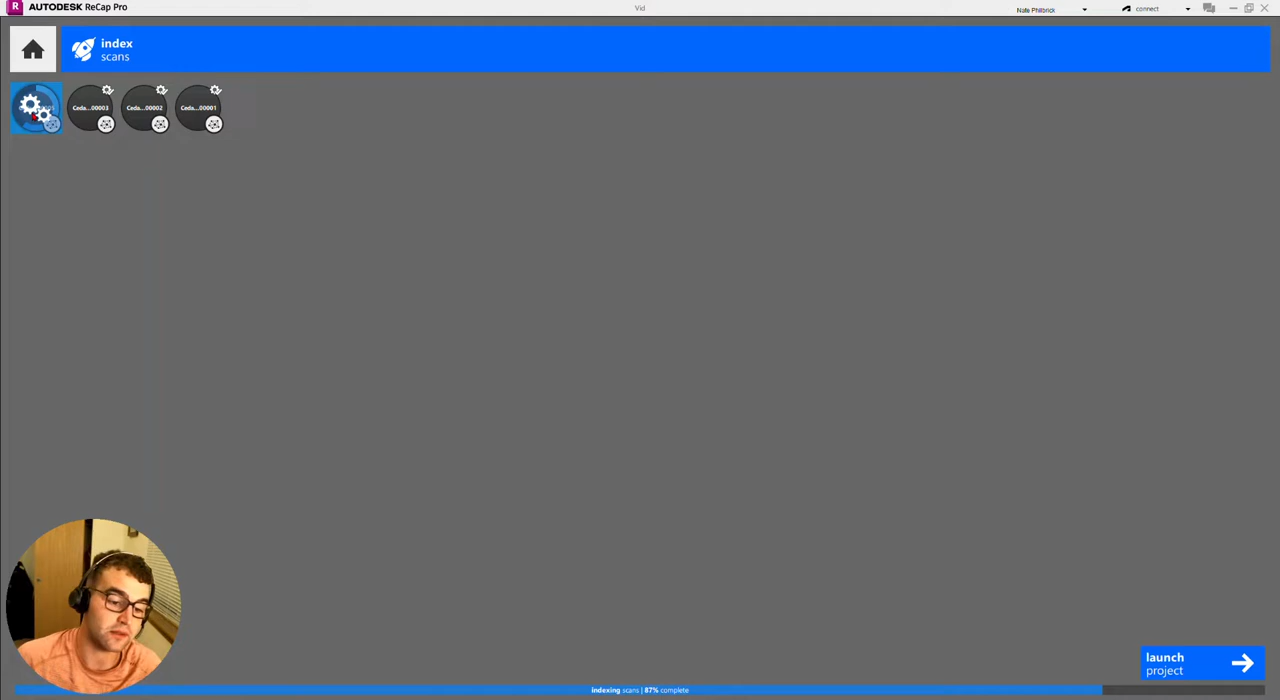 R AUTODESK ReCap Pro
Vid
Nate Philbrick
connect
index
scans
Ceda...00003
Ceda...00002
Ceda...00001
launch
project
indexing scans | 87% complete